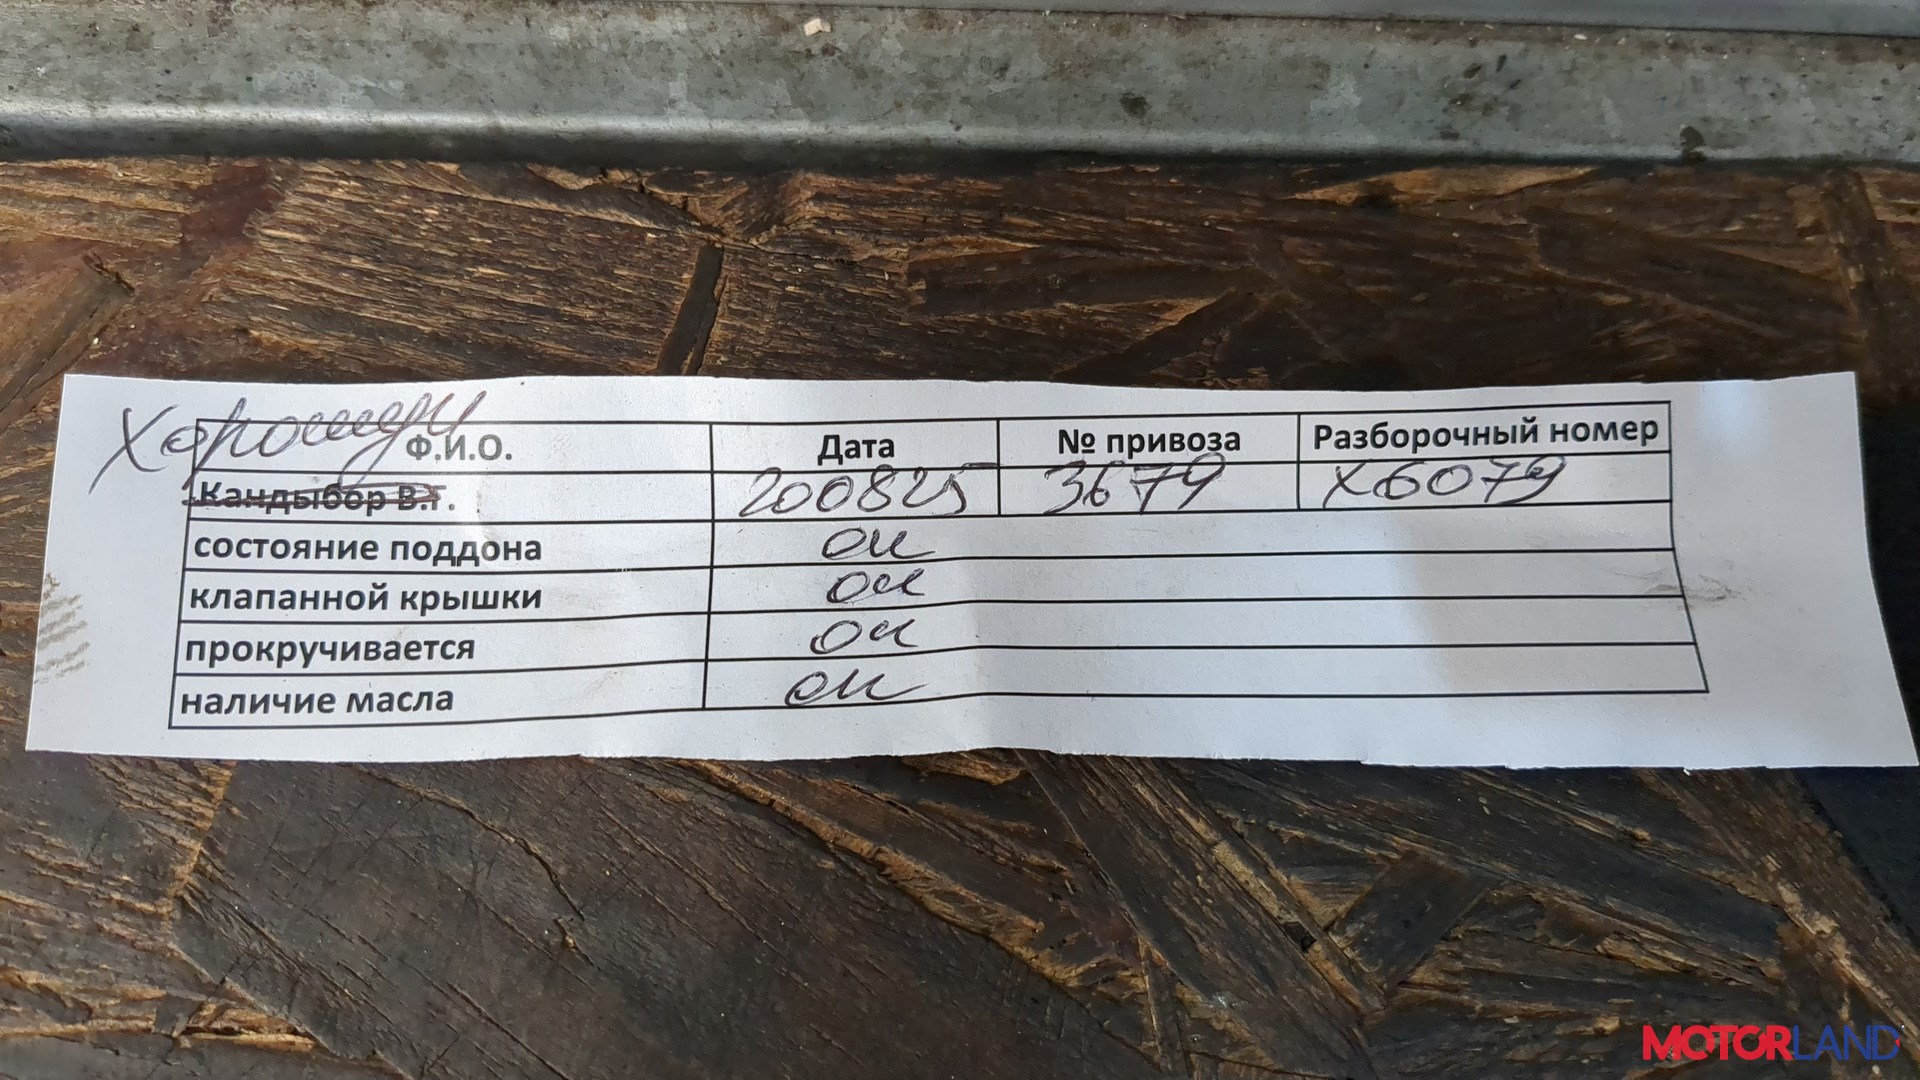 Хорошун
Ф.И.О. Дата № привоза Разборочный номер
Кандыбор В.Г. 200825 3679 X6079
состояние поддона ок
клапанной крышки ок
прокручивается ок
наличие масла ок
MOTORLAND